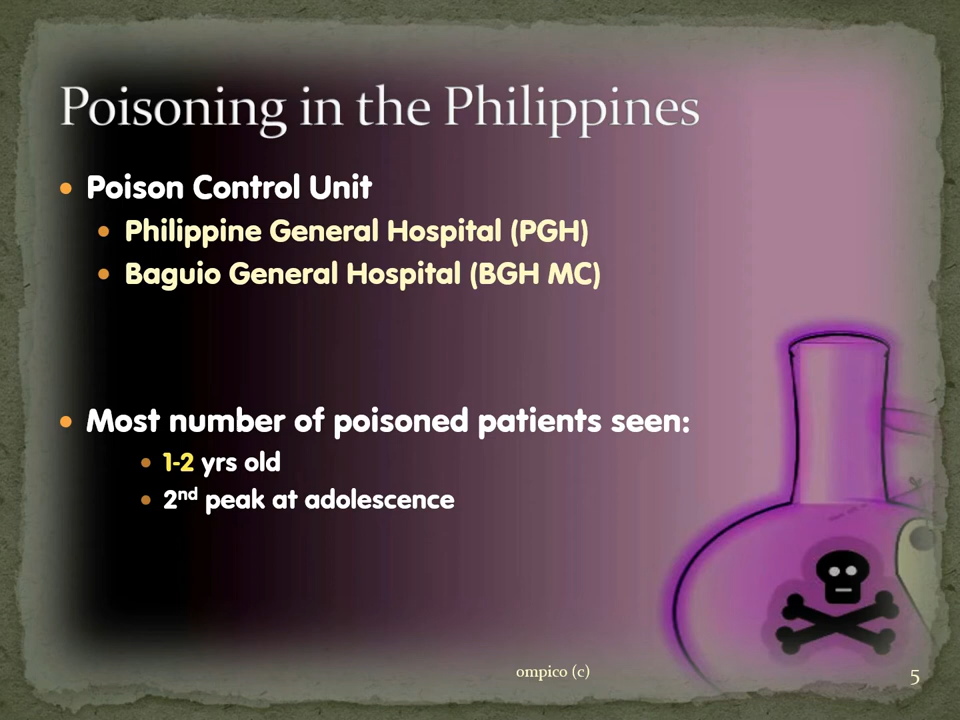 Poisoning in the Philippines
• Poison Control Unit
• Philippine General Hospital (PGH)
• Baguio General Hospital (BGH MC)
• Most number of poisoned patients seen:
• 1-2 yrs old
• 2nd peak at adolescence
ompico (c)
5